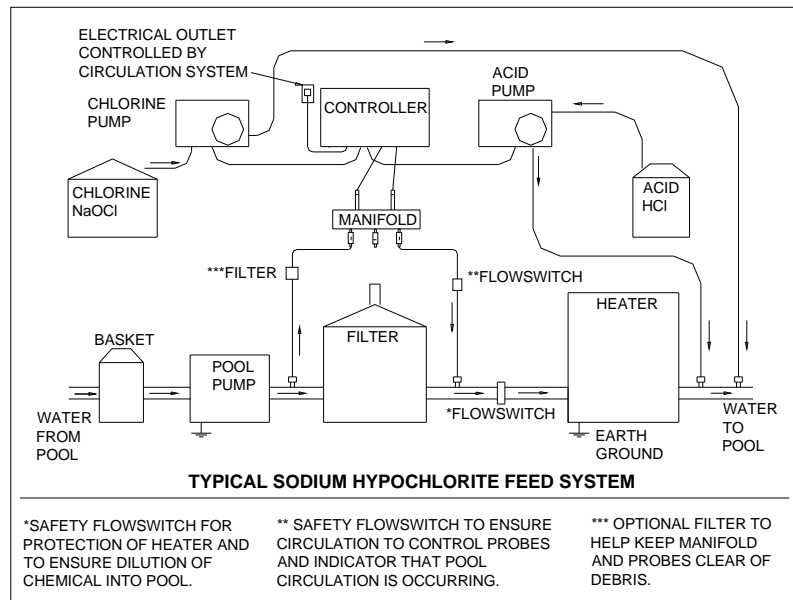 ELECTRICAL OUTLET
CONTROLLED BY
CIRCULATION SYSTEM
CHLORINE
PUMP
CONTROLLER
ACID
PUMP
CHLORINE
NaOCl
ACID
HCl
MANIFOLD
***FILTER
**FLOWSWITCH
BASKET
POOL
PUMP
FILTER
HEATER
WATER
FROM
POOL
*FLOWSWITCH
EARTH
GROUND
WATER
TO
POOL
TYPICAL SODIUM HYPOCHLORITE FEED SYSTEM
*SAFETY FLOWSWITCH FOR
PROTECTION OF HEATER AND
TO ENSURE DILUTION OF
CHEMICAL INTO POOL.
** SAFETY FLOWSWITCH TO ENSURE
CIRCULATION TO CONTROL PROBES
AND INDICATOR THAT POOL
CIRCULATION IS OCCURRING.
*** OPTIONAL FILTER TO
HELP KEEP MANIFOLD
AND PROBES CLEAR OF
DEBRIS.